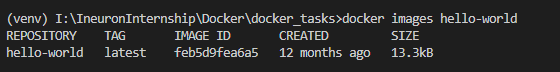 (venv) I:\IneuronInternship\Docker\docker_tasks>docker images hello-world
REPOSITORY    TAG       IMAGE ID       CREATED         SIZE
hello-world   latest    feb5d9fea6a5   12 months ago   13.3kB